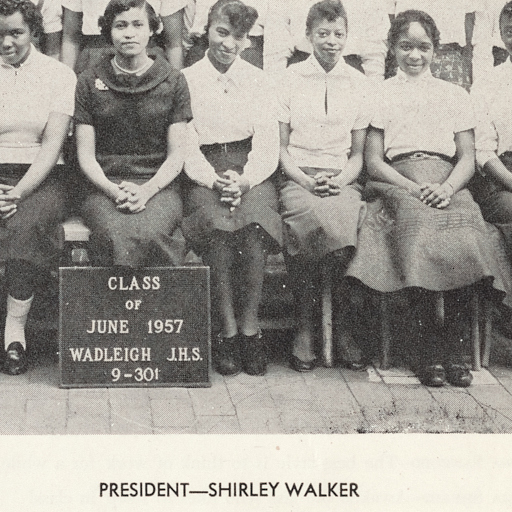 CLASS
OF
JUNE 1957
WADLEIGH J.H.S.
9-301
PRESIDENT—SHIRLEY WALKER